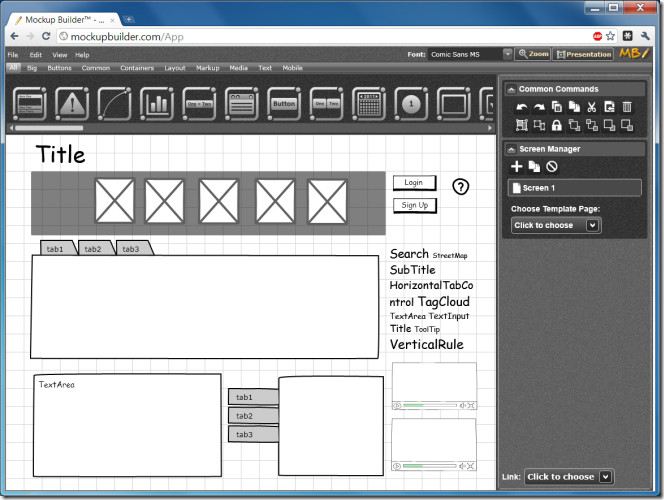 Mockup Builder™ - ...
mockupbuilder.com/App
File Edit View Help
Font: Comic Sans MS Zoom Presentation MB
All Big Buttons Common Containers Layout Markup Media Text Mobile
One Two Button One Two 2011 1
Common Commands
Screen Manager
Screen 1
Choose Template Page:
Click to choose
Title
Login
Sign Up
?
tab1 tab2 tab3
Search StreetMap
SubTitle
HorizontalTabCo
ntrol TagCloud
TextArea TextInput
Title ToolTip
VerticalRule
TextArea
tab1
tab2
tab3
Link: Click to choose